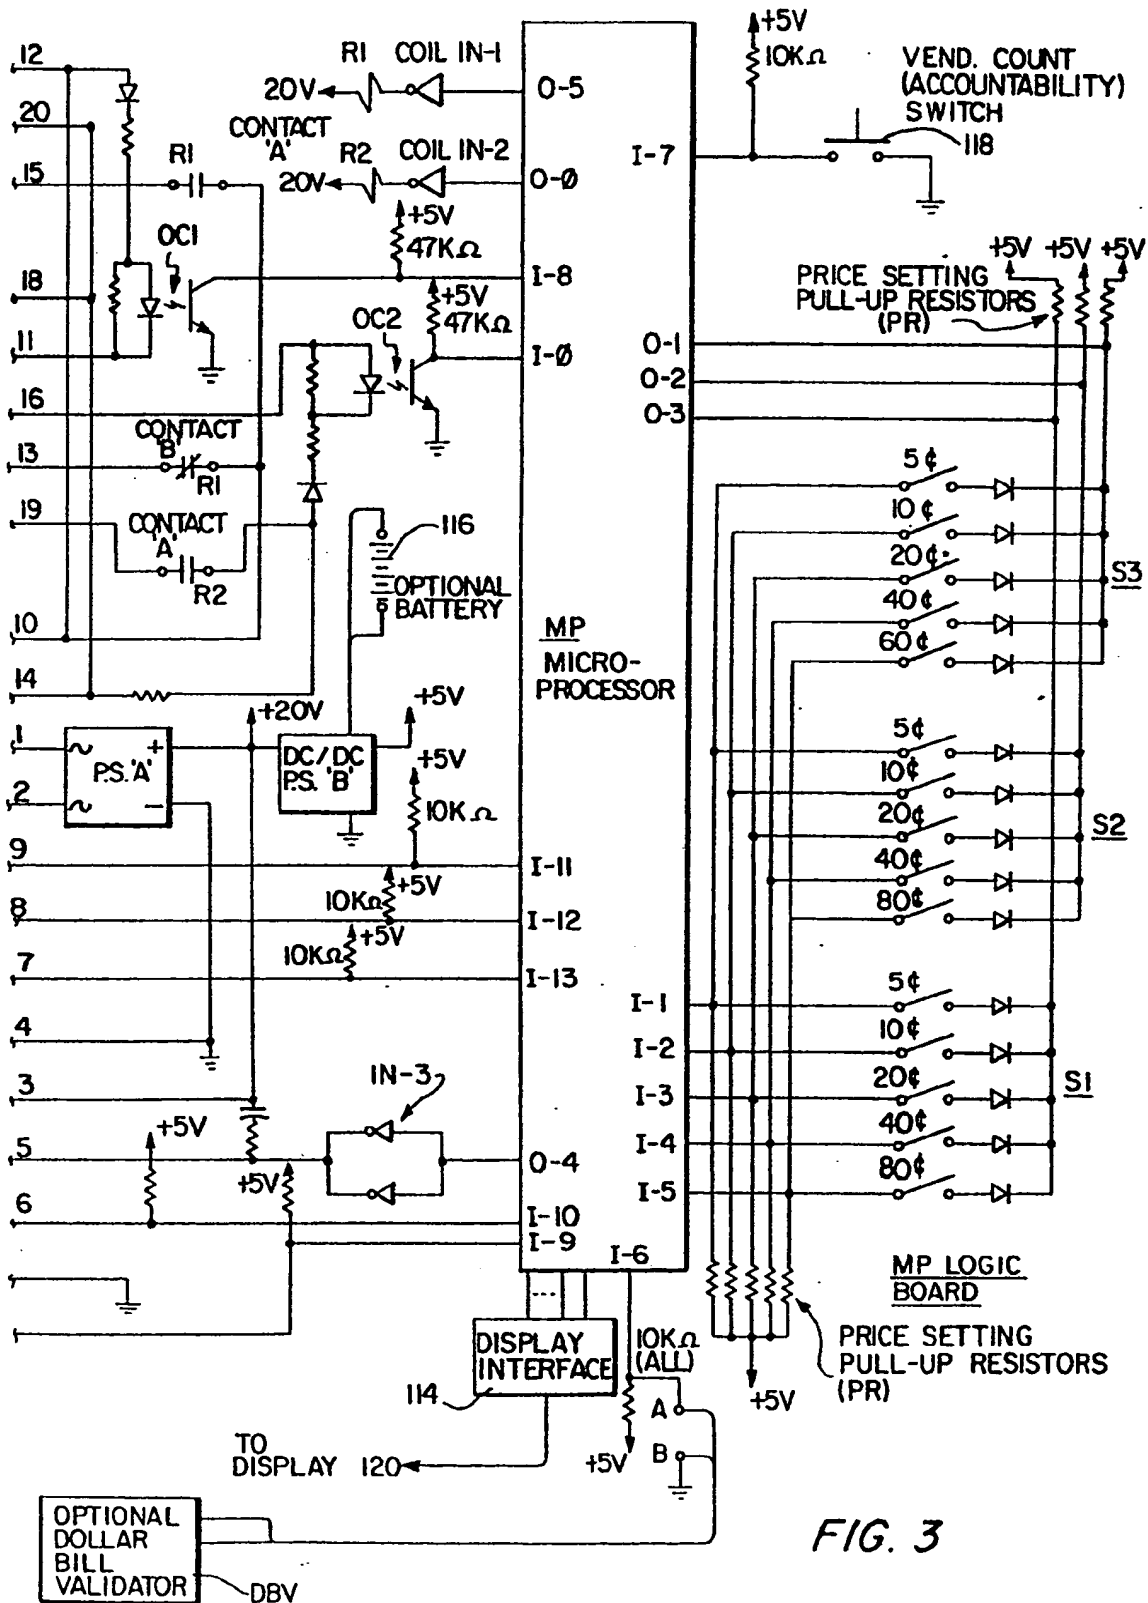 12
20
15
R1
OC1
18
11
16
CONTACT
'B'
13
R1
19
CONTACT
'A'
R2
10
14
1
2
P.S. 'A'
+
−
+20V
DC/DC
P.S. 'B'
+5V
+5V
10KΩ
9
8
10KΩ
+5V
7
10KΩ
+5V
4
3
+5V
5
+5V
6
R1 COIL IN-1
20V
CONTACT
'A'
R2 COIL IN-2
20V
+5V
47KΩ
+5V
47KΩ
OC2
116
OPTIONAL
BATTERY
IN-3
O-5
O-Ø
I-8
I-Ø
MP
MICRO-
PROCESSOR
I-11
I-12
I-13
O-4
I-10
I-9
I-6
I-7
O-1
O-2
O-3
I-1
I-2
I-3
I-4
I-5
+5V
10KΩ
VEND. COUNT
(ACCOUNTABILITY)
SWITCH
118
+5V +5V +5V
PRICE SETTING
PULL-UP RESISTORS
(PR)
5¢
10¢
20¢
40¢
60¢
S3
5¢
10¢
20¢
40¢
80¢
S2
5¢
10¢
20¢
40¢
80¢
S1
MP LOGIC
BOARD
PRICE SETTING
PULL-UP RESISTORS
(PR)
+5V
10KΩ
(ALL)
A
B
+5V
DISPLAY
INTERFACE
114
TO
DISPLAY 120
OPTIONAL
DOLLAR
BILL
VALIDATOR
DBV
FIG. 3